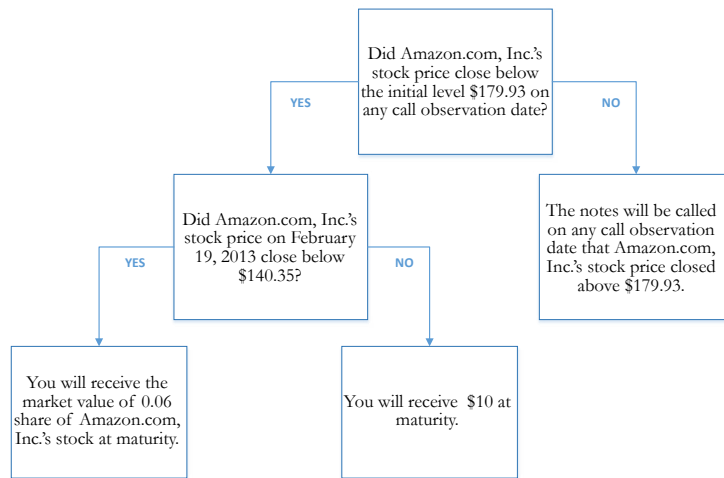 Did Amazon.com, Inc.'s
stock price close below
the initial level $179.93 on
any call observation date?
YES
NO
Did Amazon.com, Inc.'s
stock price on February
19, 2013 close below
$140.35?
The notes will be called
on any call observation
date that Amazon.com,
Inc.'s stock price closed
above $179.93.
YES
NO
You will receive the
market value of 0.06
share of Amazon.com,
Inc.'s stock at maturity.
You will receive $10 at
maturity.